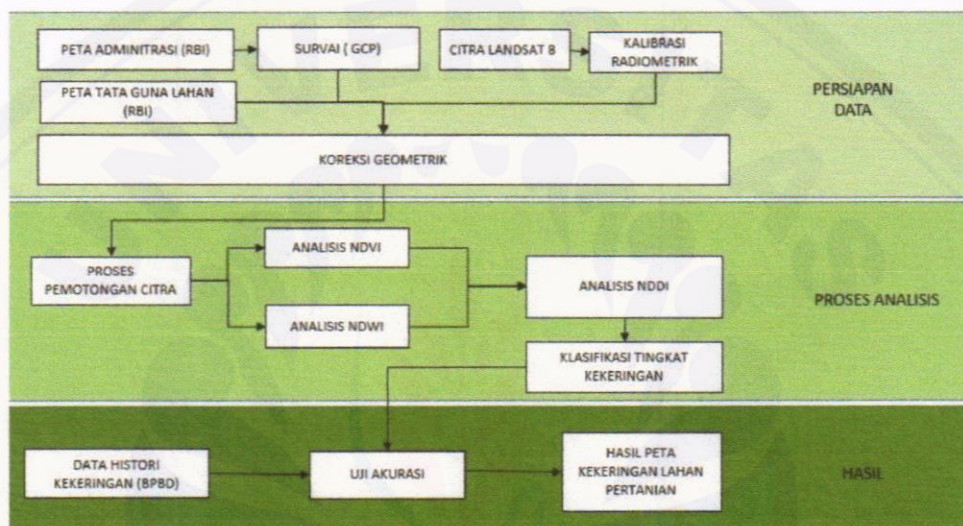 PETA ADMINITRASI (RBI)
SURVAI ( GCP)
CITRA LANDSAT 8
KALIBRASI
RADIOMETRIK
PETA TATA GUNA LAHAN
(RBI)
PERSIAPAN
DATA
KOREKSI GEOMETRIK
ANALISIS NDVI
PROSES
PEMOTONGAN CITRA
ANALISIS NDDI
PROSES ANALISIS
ANALISIS NDWI
KLASIFIKASI TINGKAT
KEKERINGAN
DATA HISTORI
KEKERINGAN (BPBD)
UJI AKURASI
HASIL PETA
KEKERINGAN LAHAN
PERTANIAN
HASIL